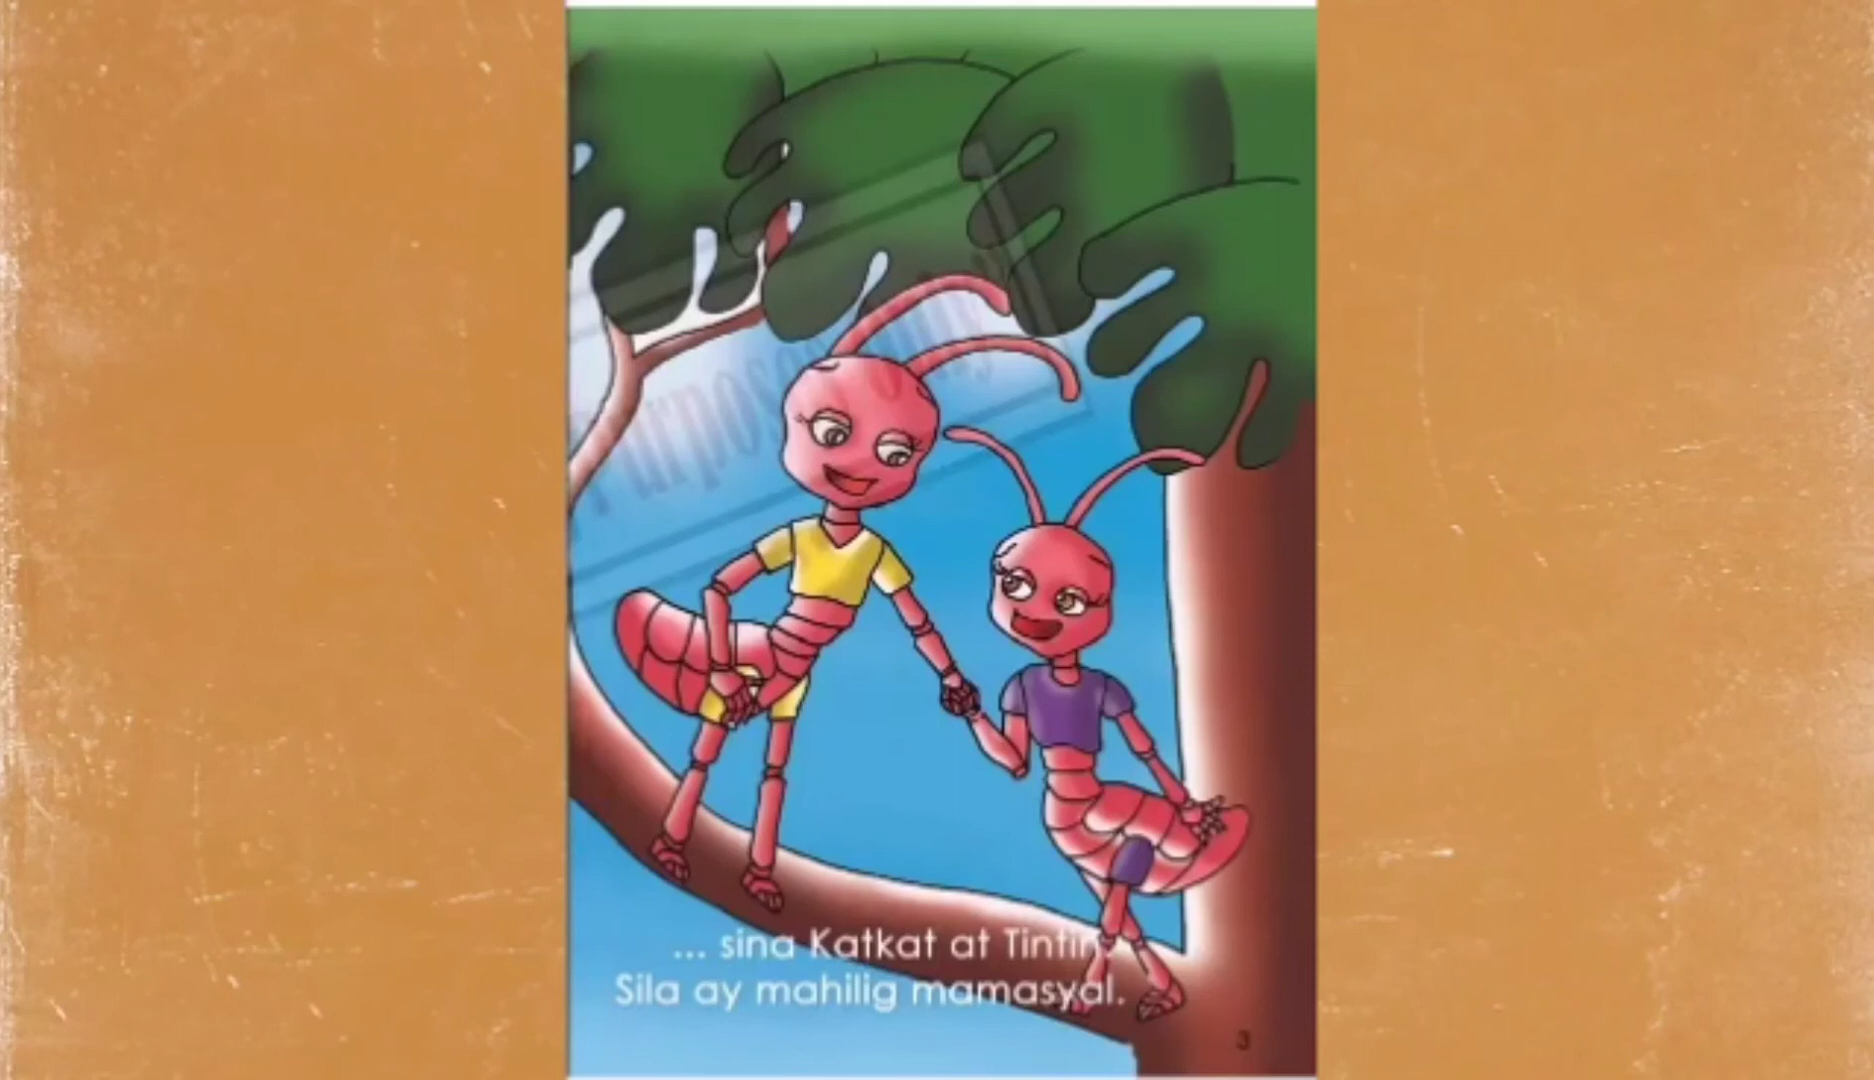 ... sina Katkat at Tintin.
Sila ay mahilig mamasyal.
3